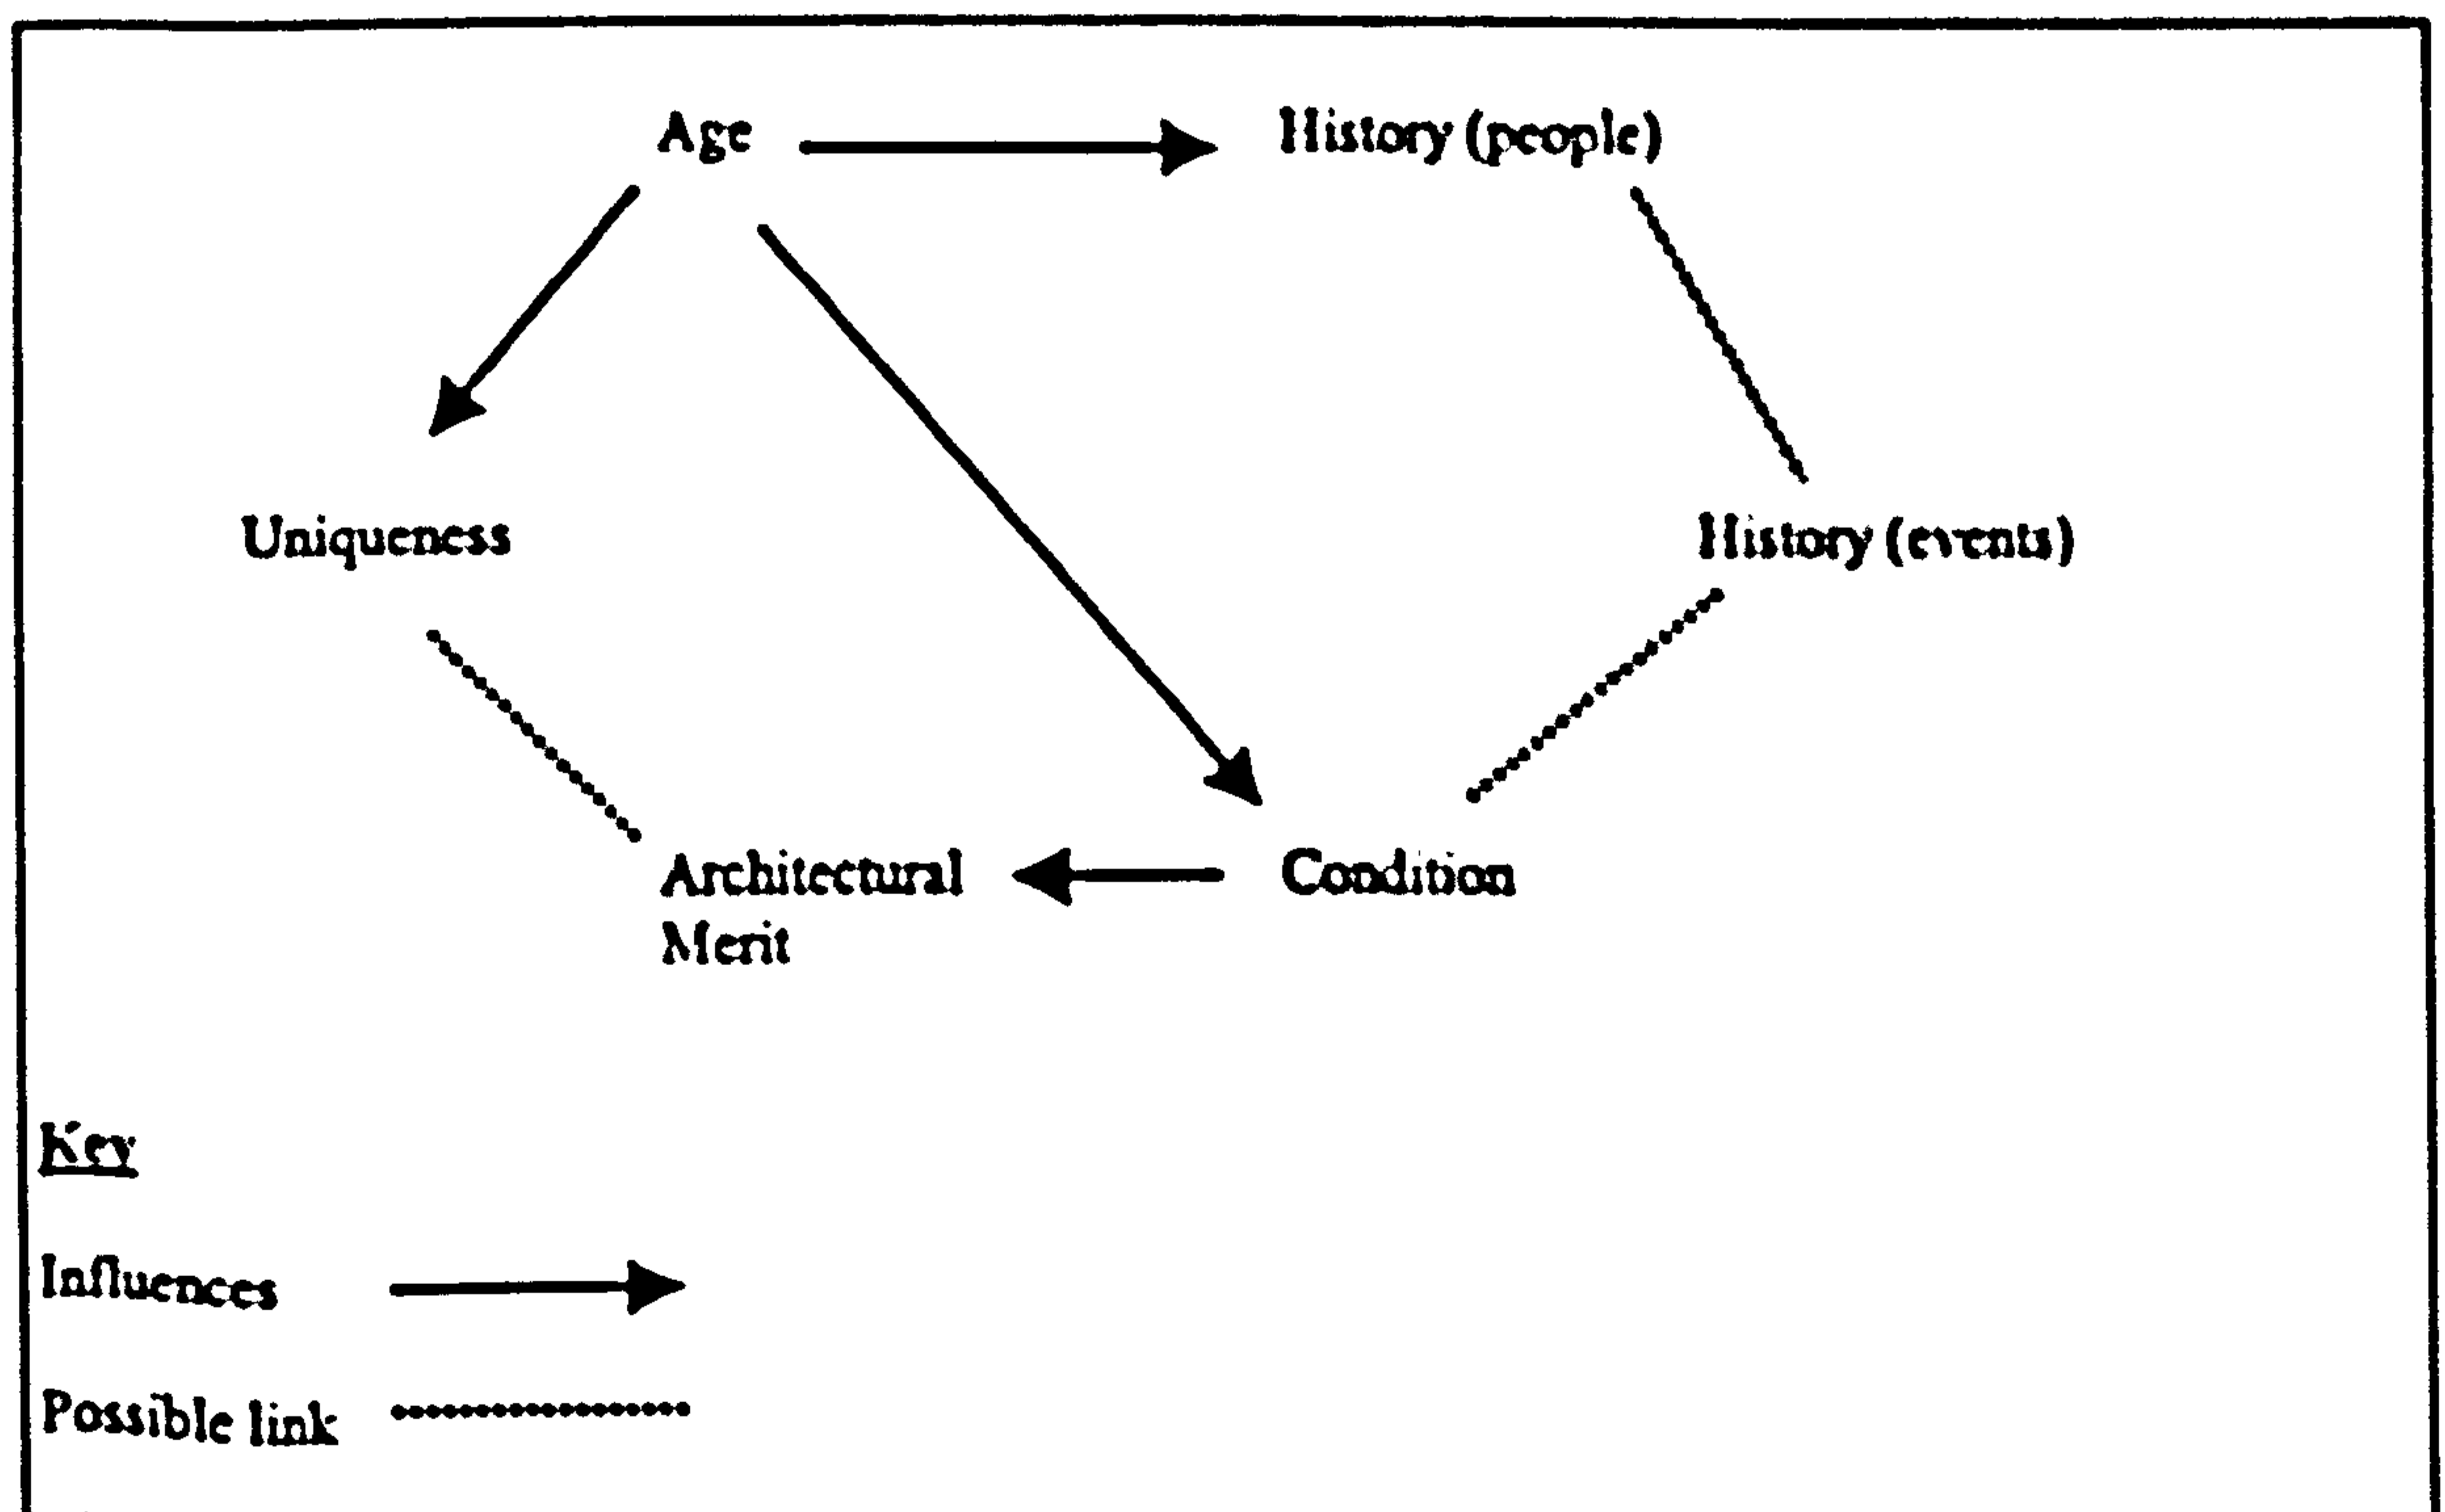 Age
History (people)
Uniqueness
History (events)
Architectural
Merit
Condition
Key
Influences
Possible link